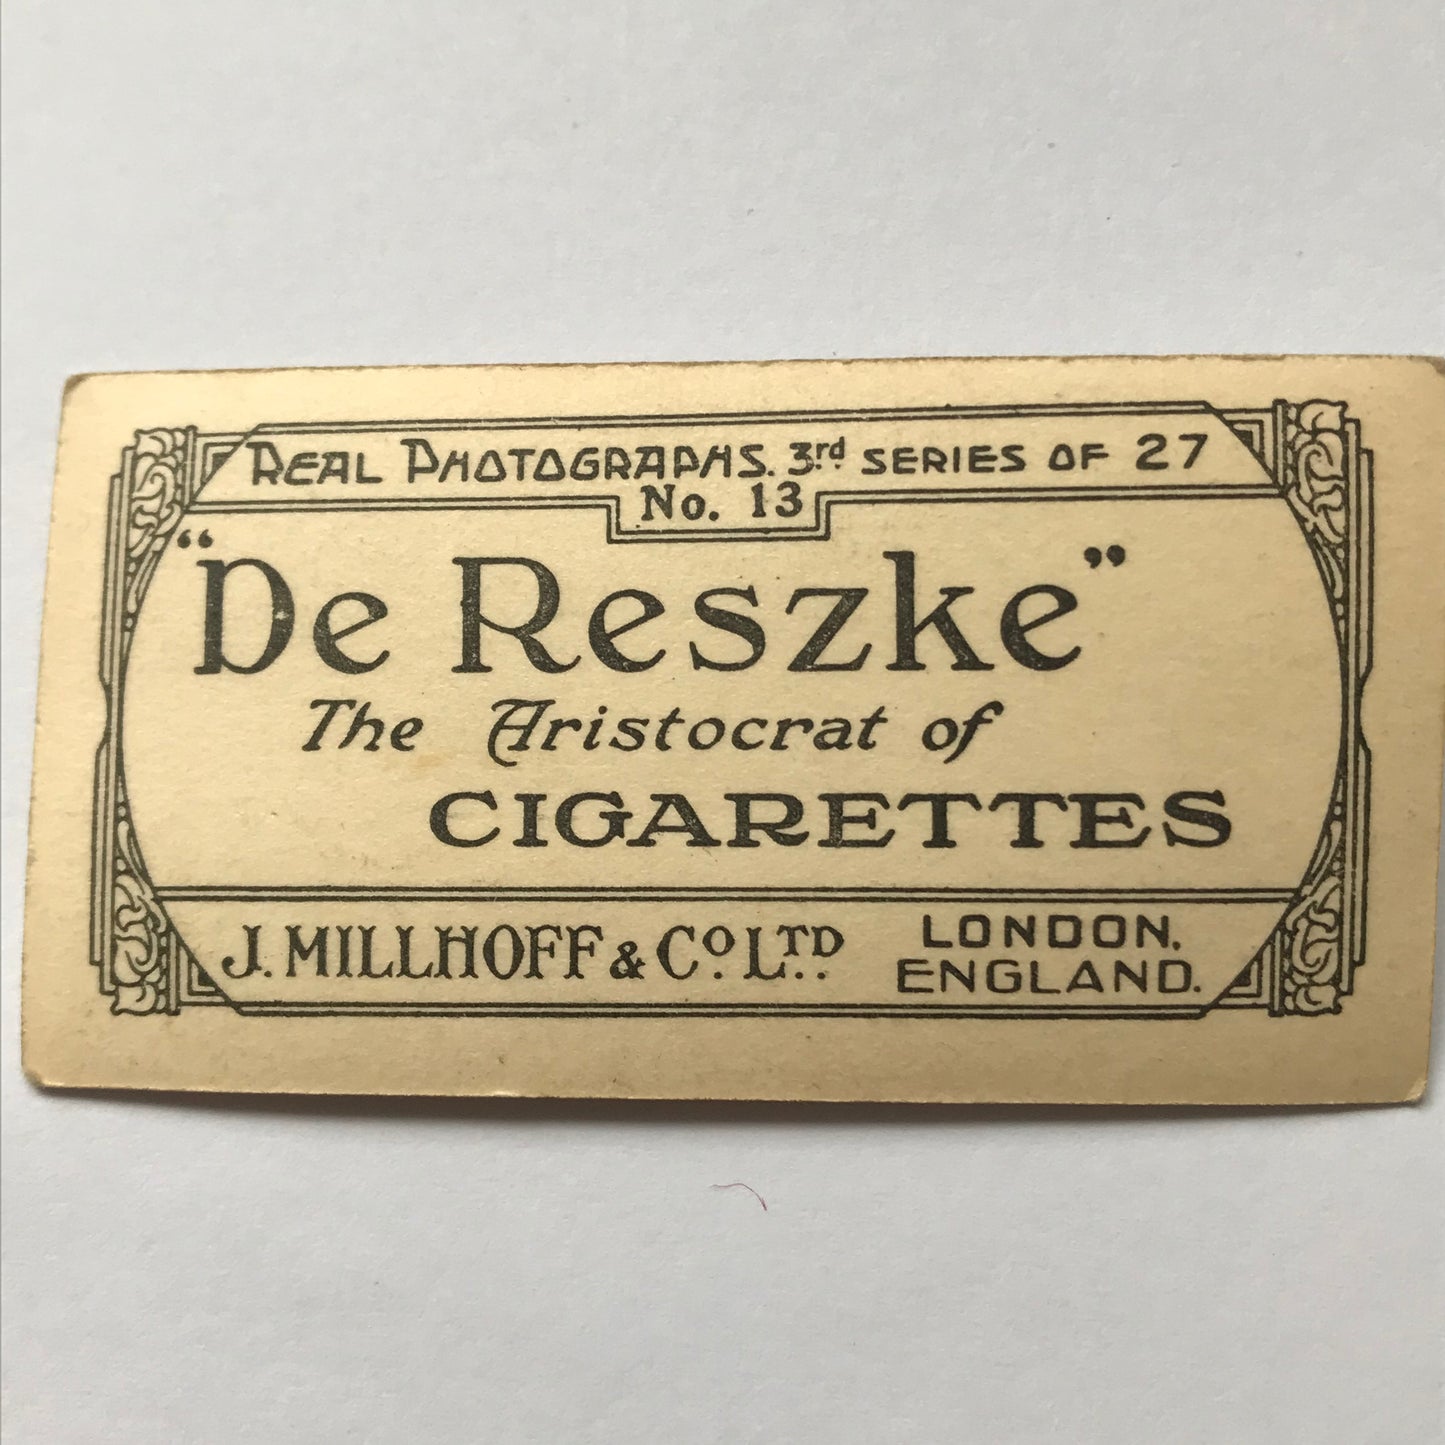 REAL PHOTOGRAPHS. 3rd. SERIES OF 27
No. 13
"De Reszke"
The Aristocrat of
CIGARETTES
J. MILLHOFF & Co. LTD. LONDON, ENGLAND.